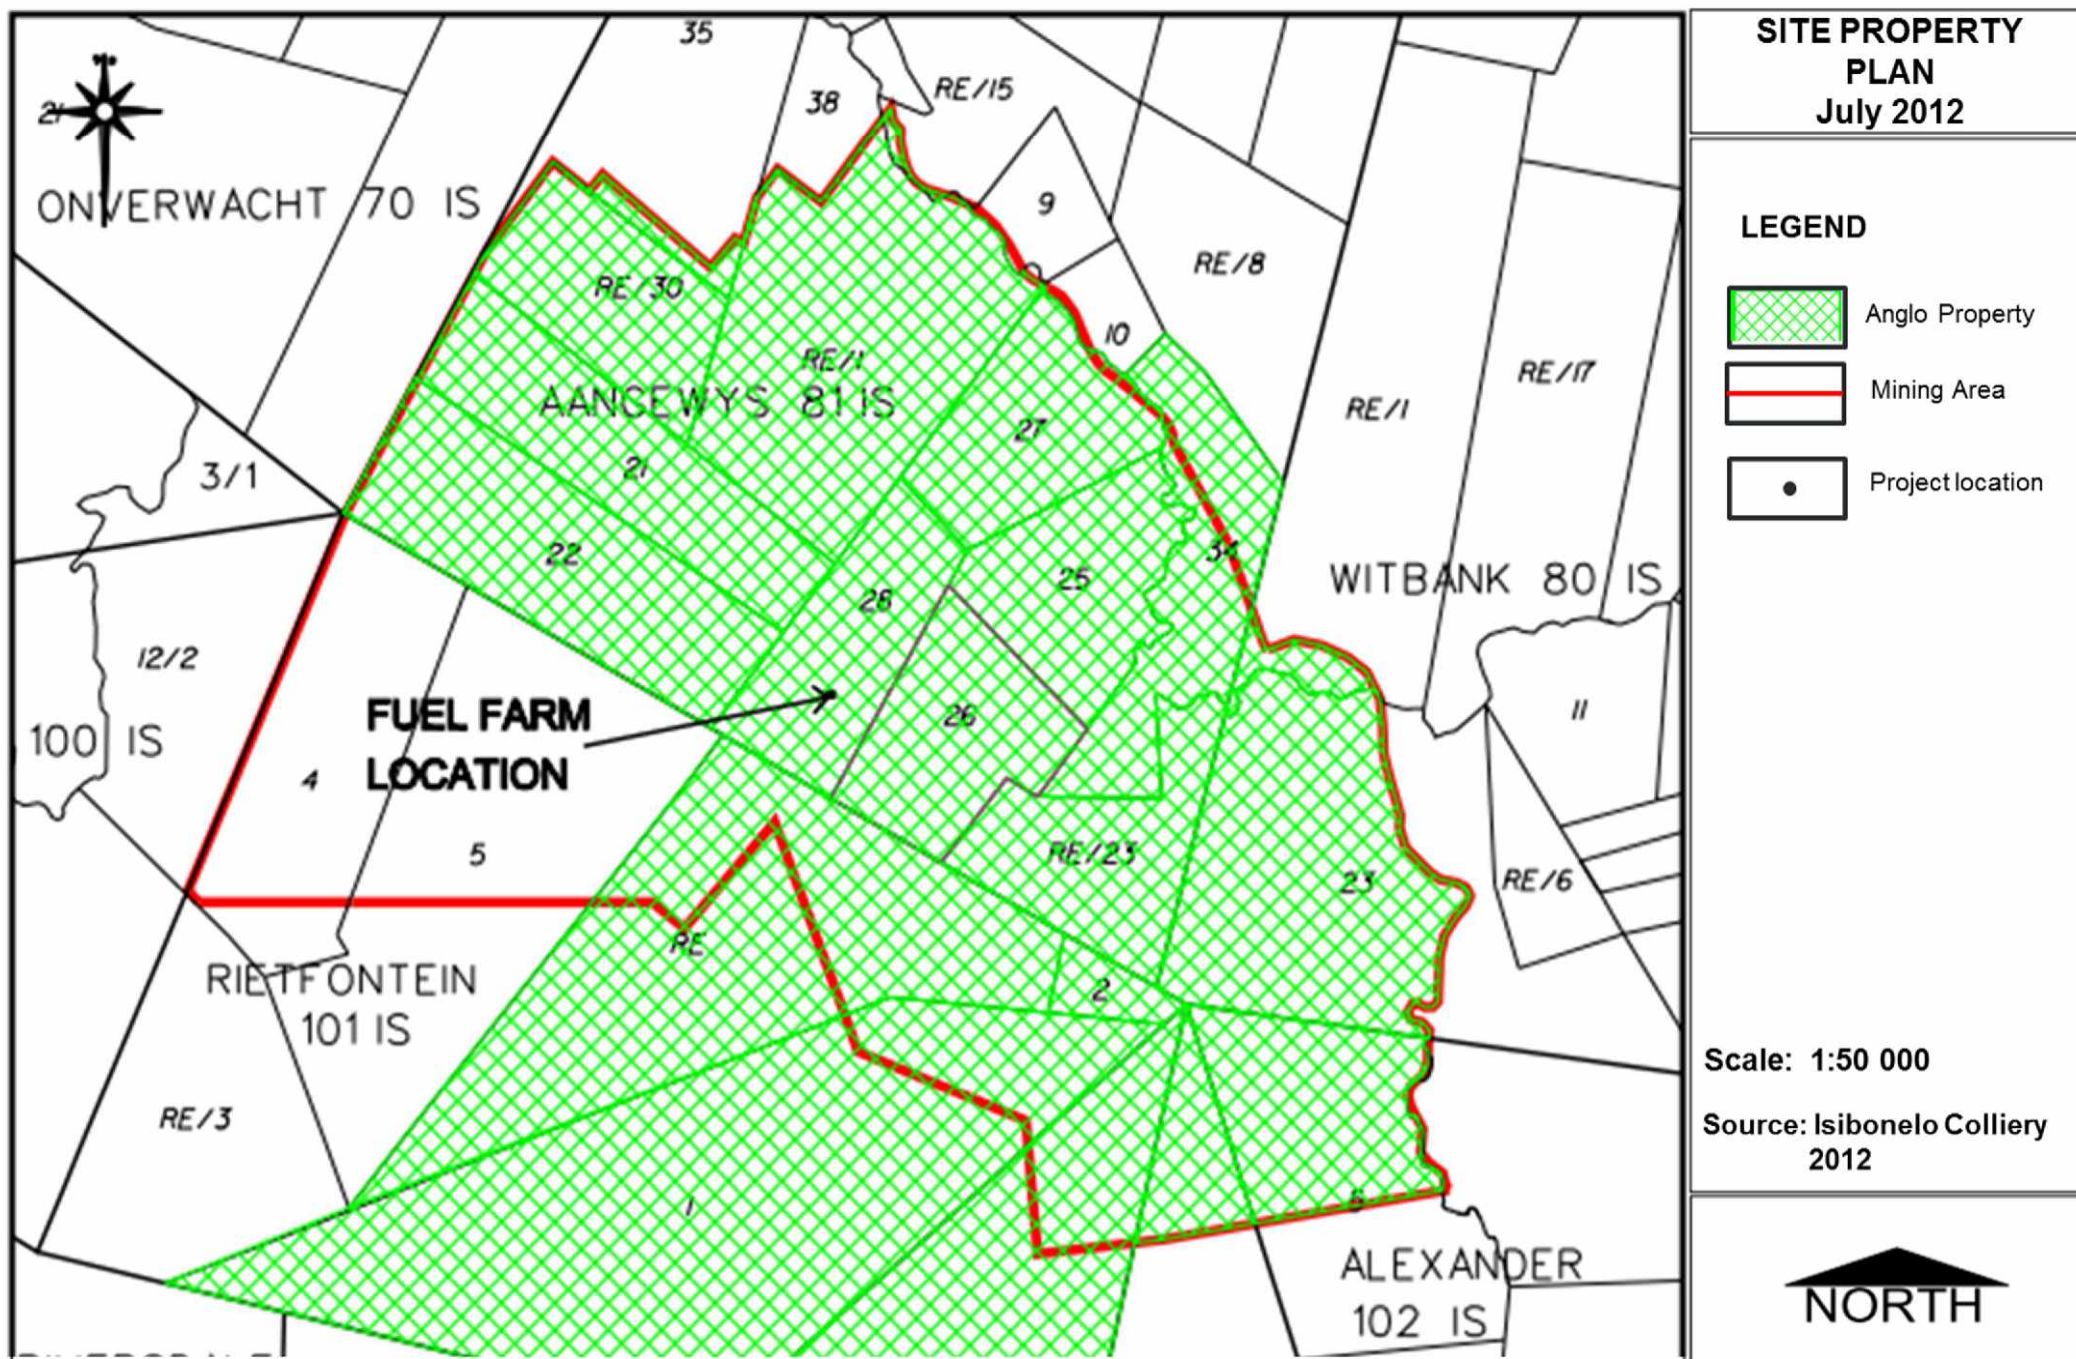 35
SITE PROPERTY
PLAN
July 2012
RE/15
38
21
9
ONVERWACHT 70 IS
LEGEND
RE/8
RE/30
Anglo Property
10
RE/1
RE/17
Mining Area
AANGEWYS 81 IS
RE/1
27
21
3/1
Project location
22
34
25
WITBANK 80 IS
28
12/2
FUEL FARM
LOCATION
26
11
100 IS
4
5
RE/23
23
RE/6
RE
RIETFONTEIN
101 IS
2
Scale: 1:50 000
RE/3
Source: Isibonelo Colliery
2012
1
ALEXANDER
102 IS
NORTH